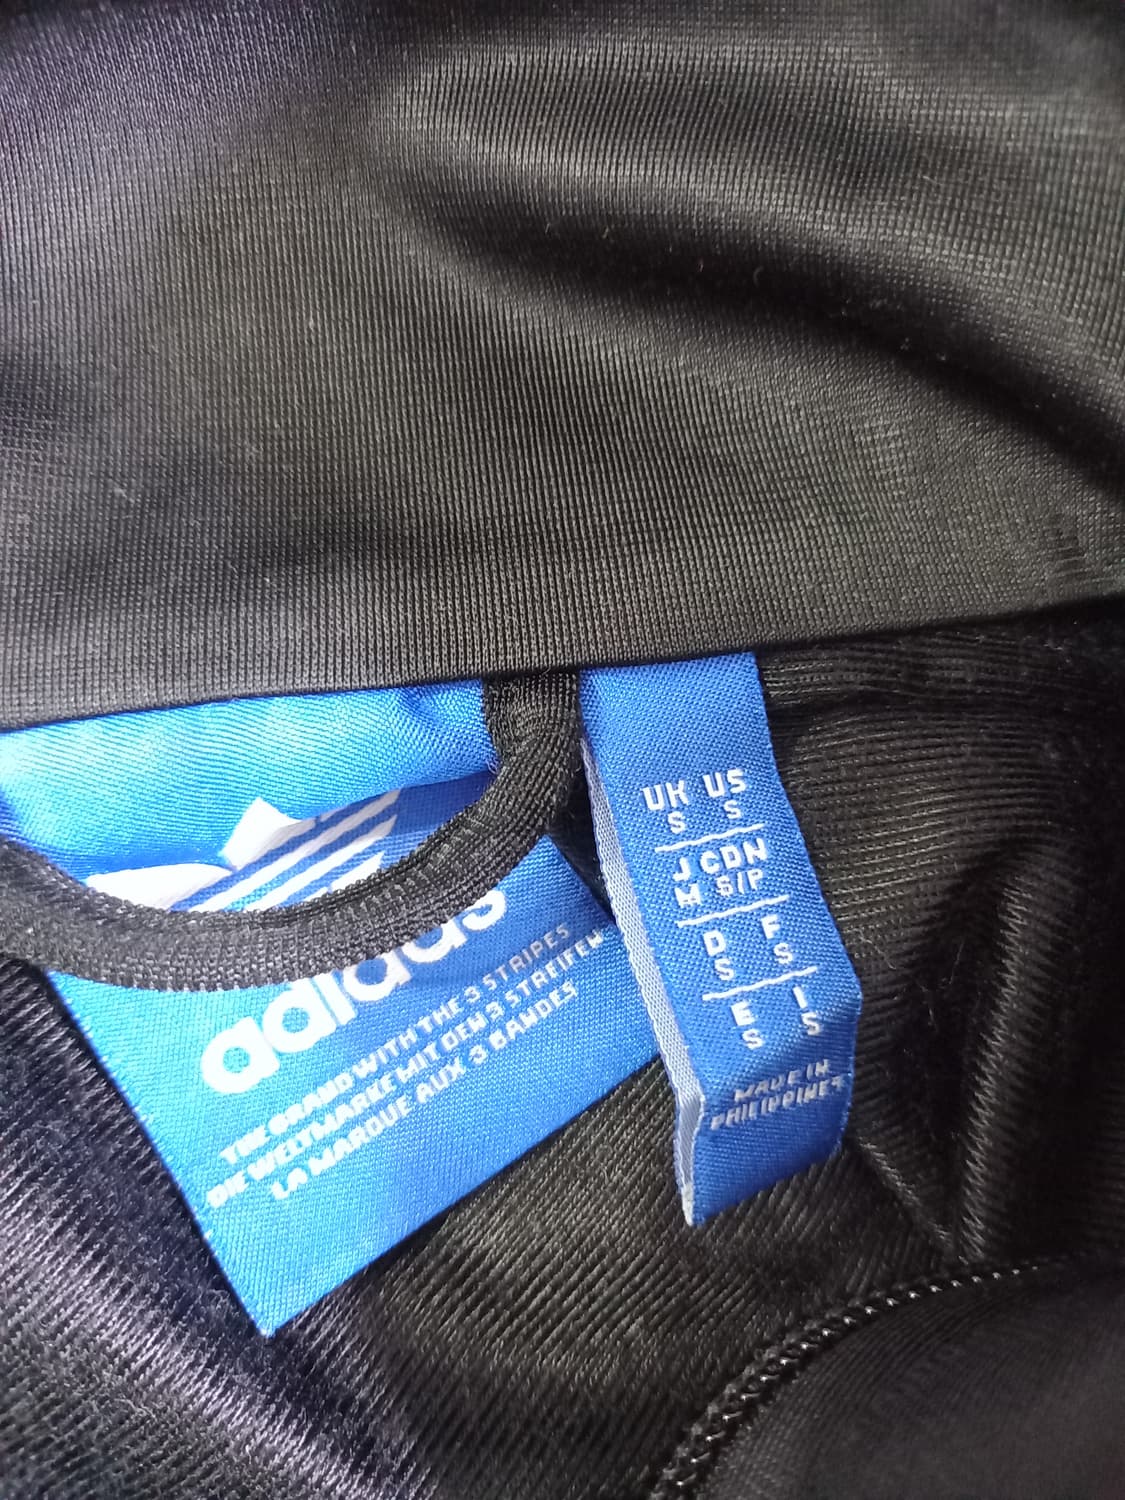 adidas
THE BRAND WITH THE 3 STRIPES
DIE WELTMARKE MIT DEN 3 STREIFEN
LA MARQUE AUX 3 BANDES
UK US
S S
J CDN
M S/P
D F
S S
E I
S S
MADE IN
PHILIPPINES